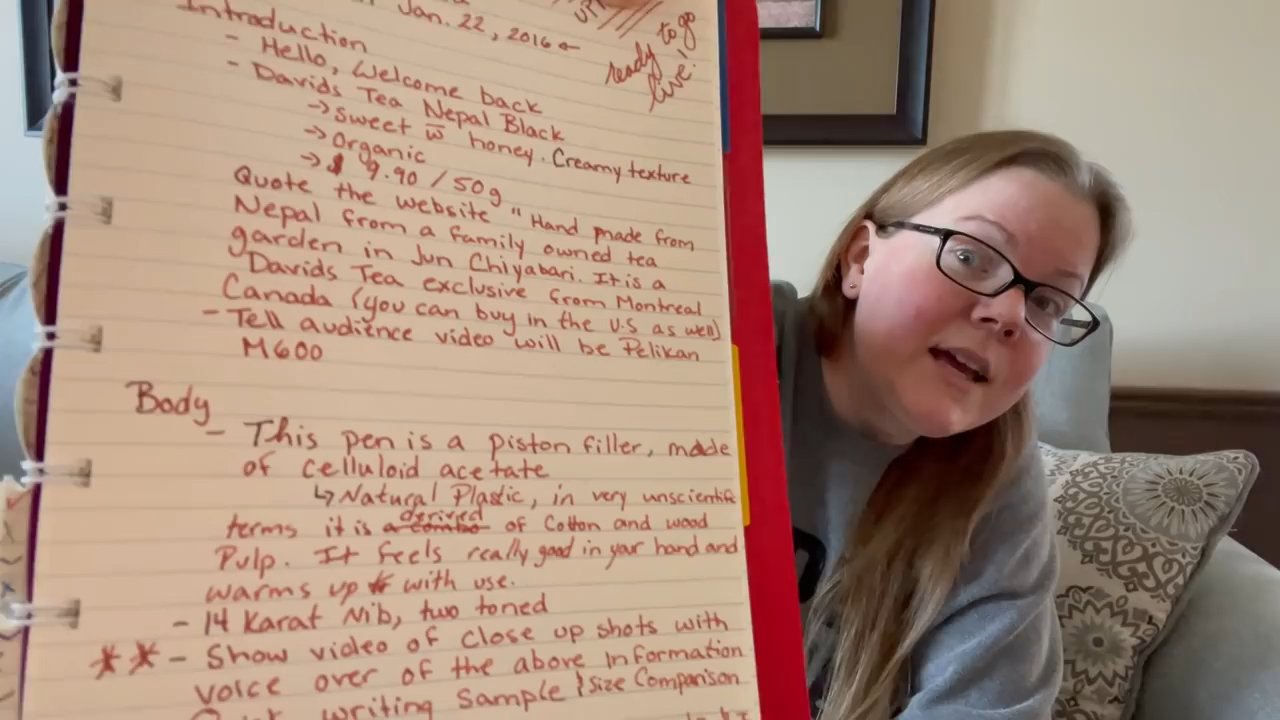 Jan. 22, 2016
ready to go
live!
Introduction
- Hello, Welcome back
- Davids Tea Nepal Black
→ Sweet w̅ honey. Creamy texture
→ Organic
→ $ 9.90 / 50g
Quote the website "Hand made from
Nepal from a family owned tea
garden in Jun Chiyabari. It is a
Davids Tea exclusive from Montreal
Canada (you can buy in the U.S as well)
- Tell audience video will be Pelikan
M600
Body
- This pen is a piston filler, made
of celluloid acetate
↳ Natural Plastic, in very unscientific
derived
terms it is a combo of Cotton and wood
Pulp. It feels really good in your hand and
warms up with use.
- 14 Karat Nib, two toned
** - Show video of close up shots with
voice over of the above information
writing sample & Size Comparison